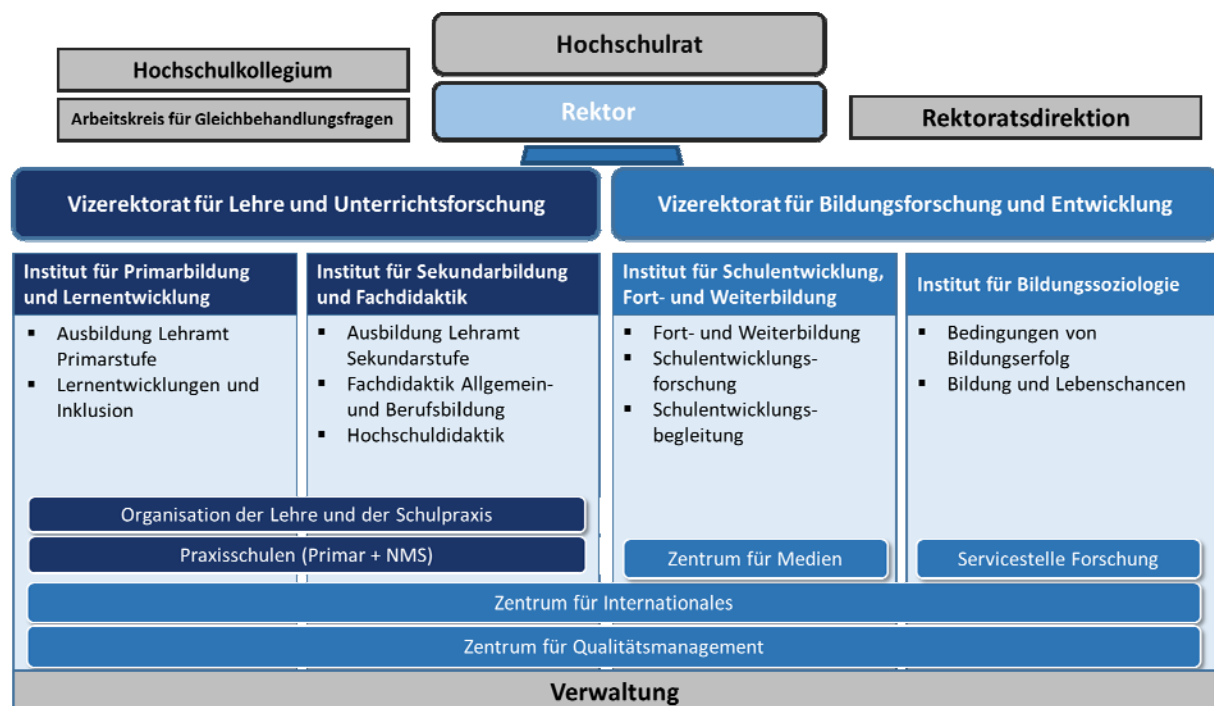 Hochschulrat
Hochschulkollegium
Arbeitskreis für Gleichbehandlungsfragen
Rektor
Rektoratsdirektion
Vizerektorat für Lehre und Unterrichtsforschung
Vizerektorat für Bildungsforschung und Entwicklung
Institut für Primarbildung
und Lernentwicklung
▪ Ausbildung Lehramt
Primarstufe
▪ Lernentwicklungen und
Inklusion
Institut für Sekundarbildung
und Fachdidaktik
▪ Ausbildung Lehramt
Sekundarstufe
▪ Fachdidaktik Allgemein-
und Berufsbildung
▪ Hochschuldidaktik
Institut für Schulentwicklung,
Fort- und Weiterbildung
▪ Fort- und Weiterbildung
▪ Schulentwicklungs-
forschung
▪ Schulentwicklungs-
begleitung
Institut für Bildungssoziologie
▪ Bedingungen von
Bildungserfolg
▪ Bildung und Lebenschancen
Organisation der Lehre und der Schulpraxis
Praxisschulen (Primar + NMS)
Zentrum für Medien
Servicestelle Forschung
Zentrum für Internationales
Zentrum für Qualitätsmanagement
Verwaltung